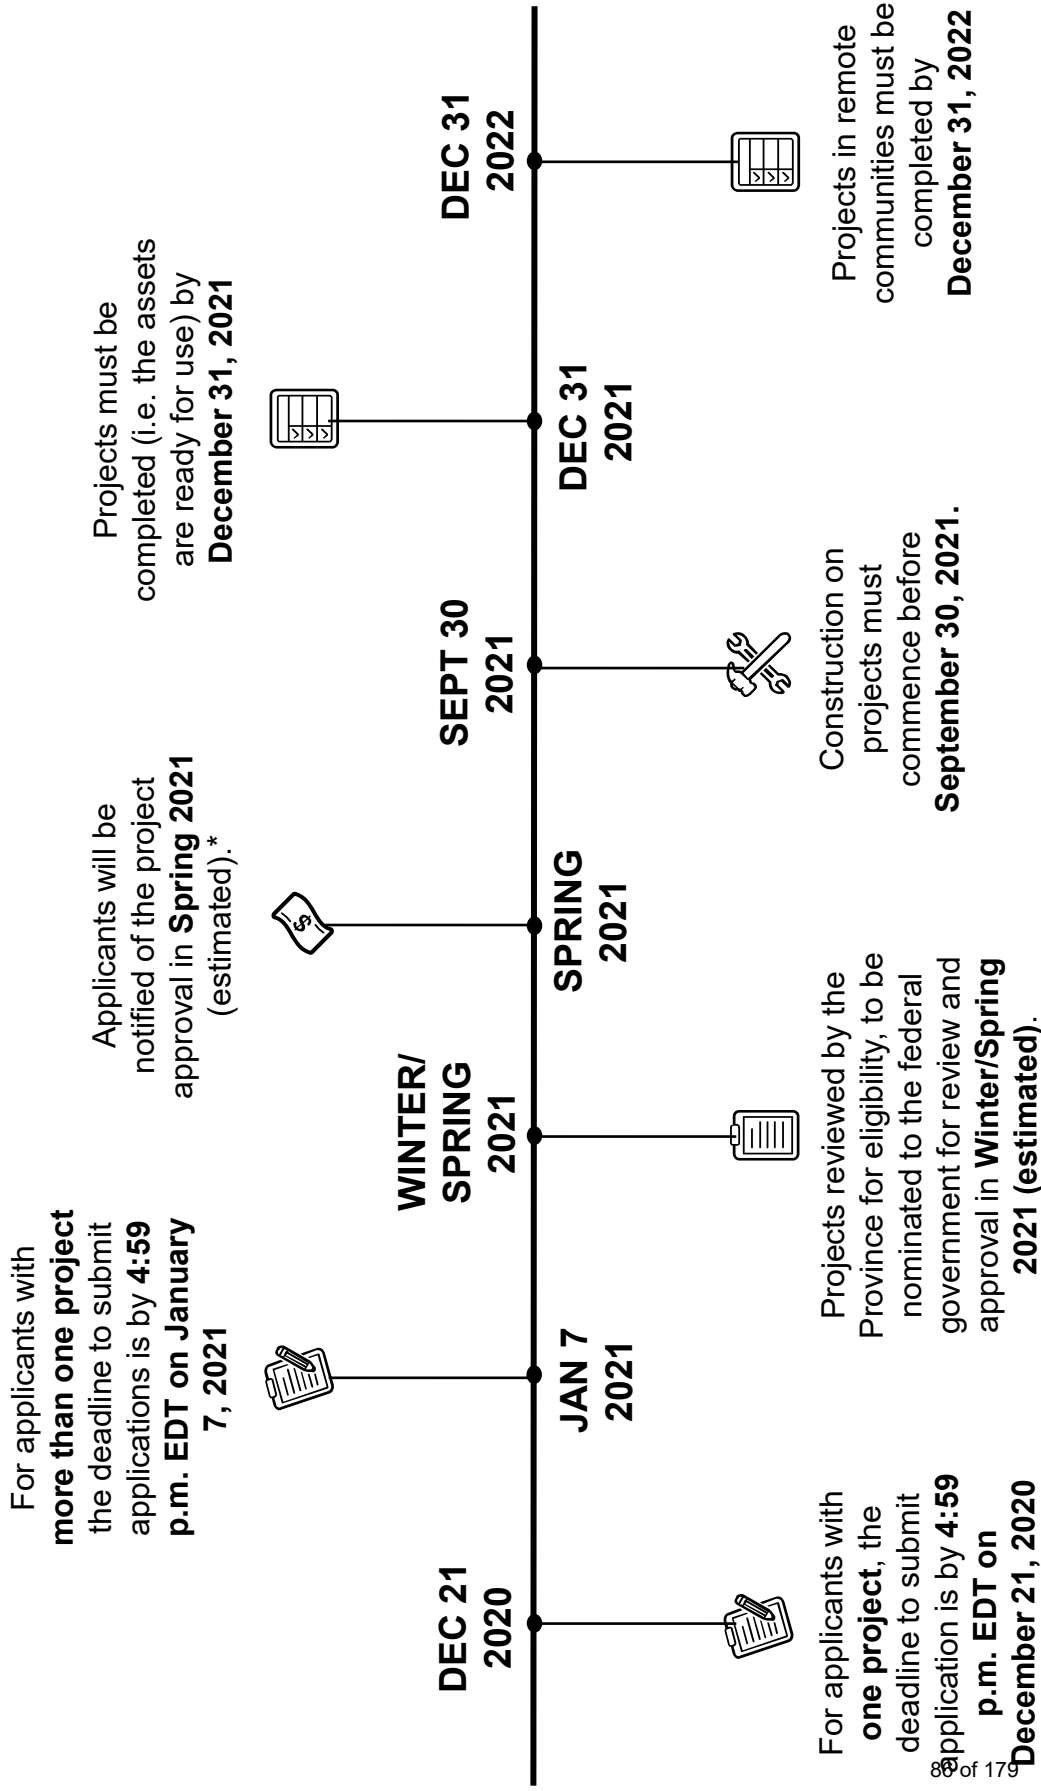 DEC 21
2020
For applicants with
one project, the
deadline to submit
application is by 4:59
p.m. EDT on
December 21, 2020
For applicants with
more than one project
the deadline to submit
applications is by 4:59
p.m. EDT on January
7, 2021
JAN 7
2021
WINTER/
SPRING
2021
Projects reviewed by the
Province for eligibility, to be
nominated to the federal
government for review and
approval in Winter/Spring
2021 (estimated).
Applicants will be
notified of the project
approval in Spring 2021
(estimated).*
SPRING
2021
SEPT 30
2021
Construction on
projects must
commence before
September 30, 2021.
Projects must be
completed (i.e. the assets
are ready for use) by
December 31, 2021
DEC 31
2021
DEC 31
2022
Projects in remote
communities must be
completed by
December 31, 2022
86 of 179